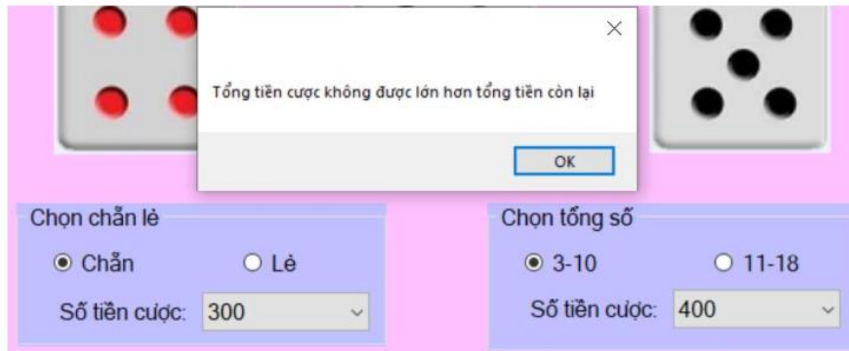 Tổng tiền cược không được lớn hơn tổng tiền còn lại
OK
Chọn chẵn lẻ
Chẵn
Lẻ
Số tiền cược: 300
Chọn tổng số
3-10
11-18
Số tiền cược: 400